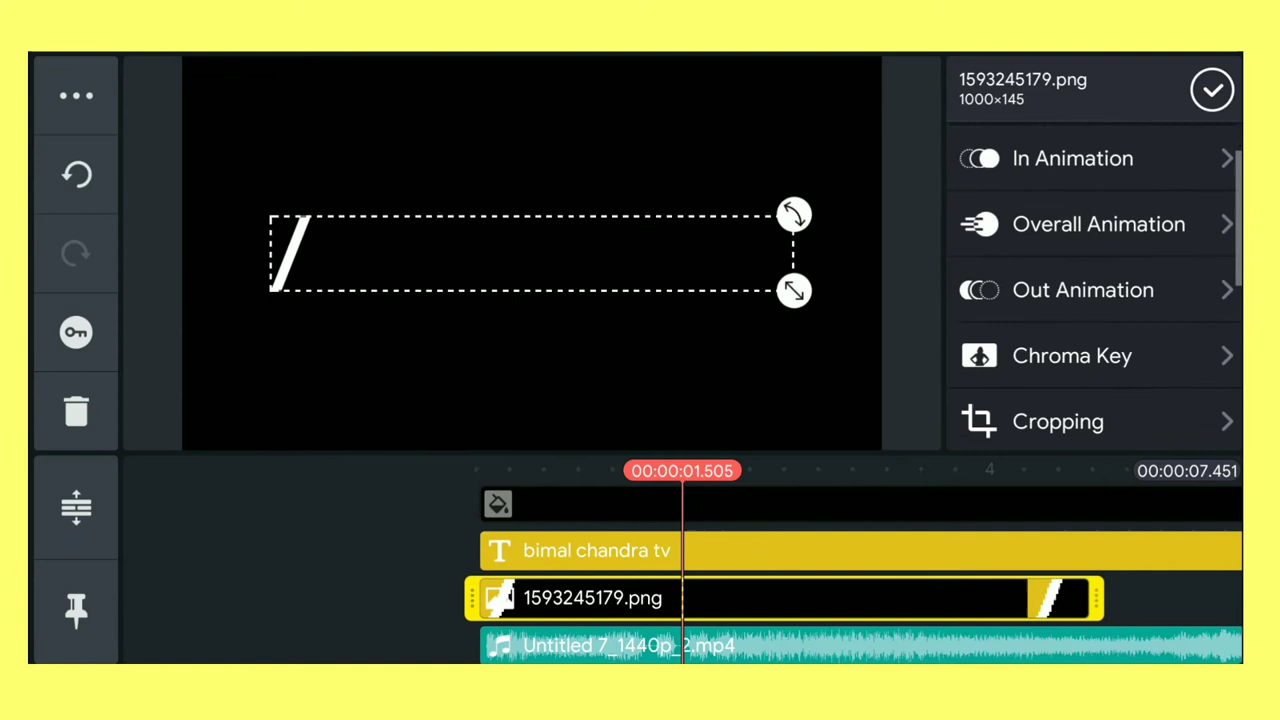 1593245179.png
1000×145
In Animation
Overall Animation
Out Animation
Chroma Key
Cropping
00:00:01.505
4
00:00:07.451
T bimal chandra tv
1593245179.png
Untitled 7_1440p_2.mp4